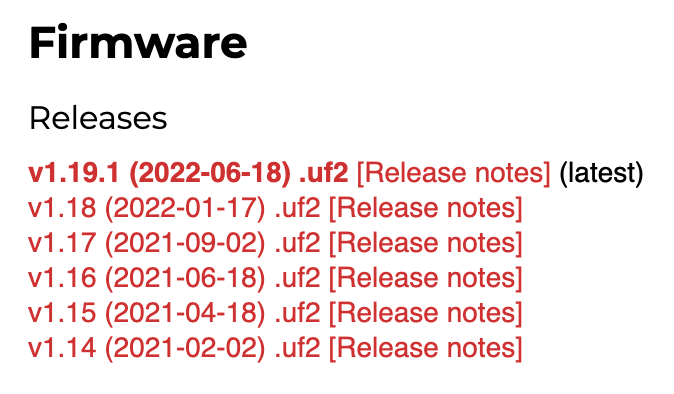 Firmware
Releases
v1.19.1 (2022-06-18) .uf2 [Release notes] (latest)
v1.18 (2022-01-17) .uf2 [Release notes]
v1.17 (2021-09-02) .uf2 [Release notes]
v1.16 (2021-06-18) .uf2 [Release notes]
v1.15 (2021-04-18) .uf2 [Release notes]
v1.14 (2021-02-02) .uf2 [Release notes]